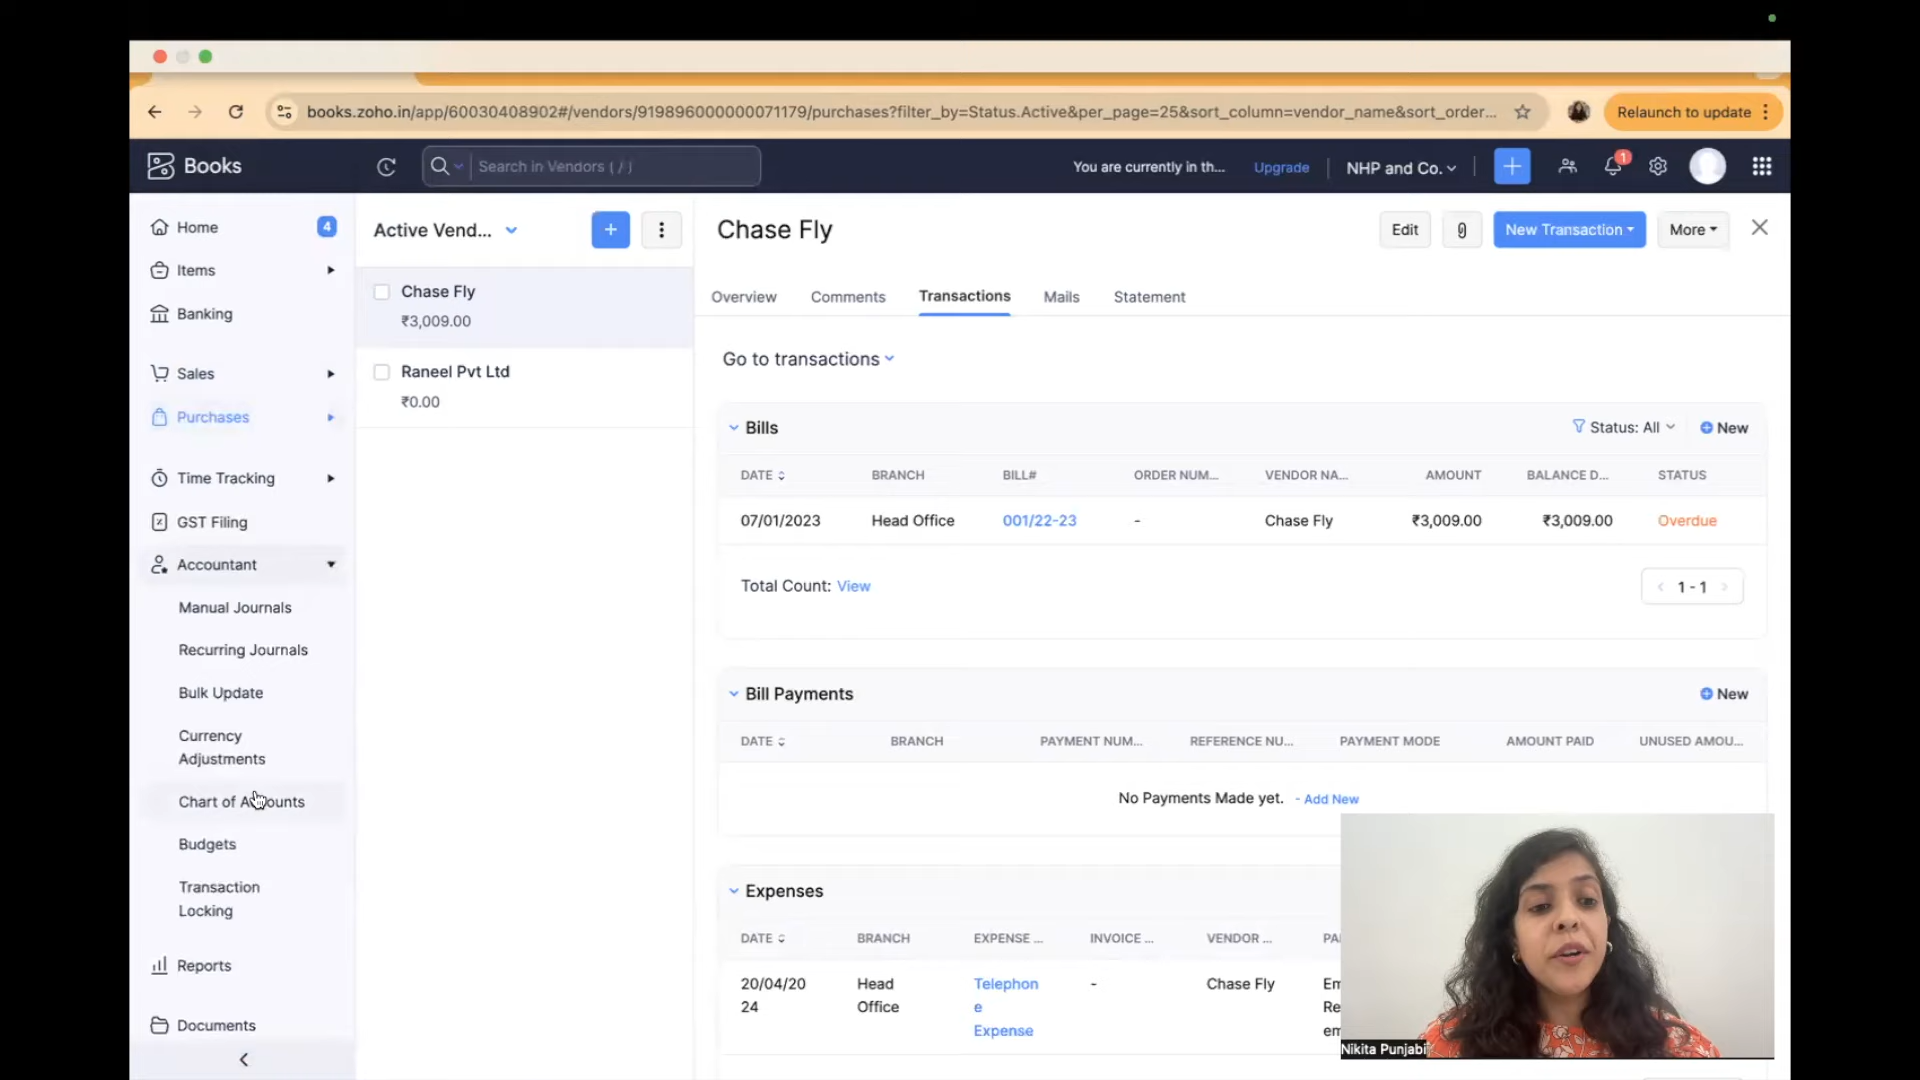 books.zoho.in/app/60030408902#/vendors/919896000000071179/purchases?filter_by=Status.Active&per_page=25&sort_column=vendor_name&sort_order...
Relaunch to update
Books
Search in Vendors ( / )
You are currently in th...
Upgrade
NHP and Co.
1
Home
4
Items
Banking
Sales
Purchases
Time Tracking
GST Filing
Accountant
Manual Journals
Recurring Journals
Bulk Update
Currency
Adjustments
Chart of Accounts
Budgets
Transaction
Locking
Reports
Documents
Active Vend...
Chase Fly
₹3,009.00
Raneel Pvt Ltd
₹0.00
Chase Fly
Edit
New Transaction
More
Overview
Comments
Transactions
Mails
Statement
Go to transactions
Bills
Status: All
New
DATE BRANCH BILL# ORDER NUM... VENDOR NA... AMOUNT BALANCE D... STATUS
07/01/2023 Head Office 001/22-23 - Chase Fly ₹3,009.00 ₹3,009.00 Overdue
Total Count: View
1 - 1
Bill Payments
New
DATE BRANCH PAYMENT NUM... REFERENCE NU... PAYMENT MODE AMOUNT PAID UNUSED AMOU...
No Payments Made yet. - Add New
Expenses
DATE BRANCH EXPENSE ... INVOICE ... VENDOR ... PA
20/04/20 Head Telephon - Chase Fly Em
24 Office e Re
Expense em
Nikita Punjabi